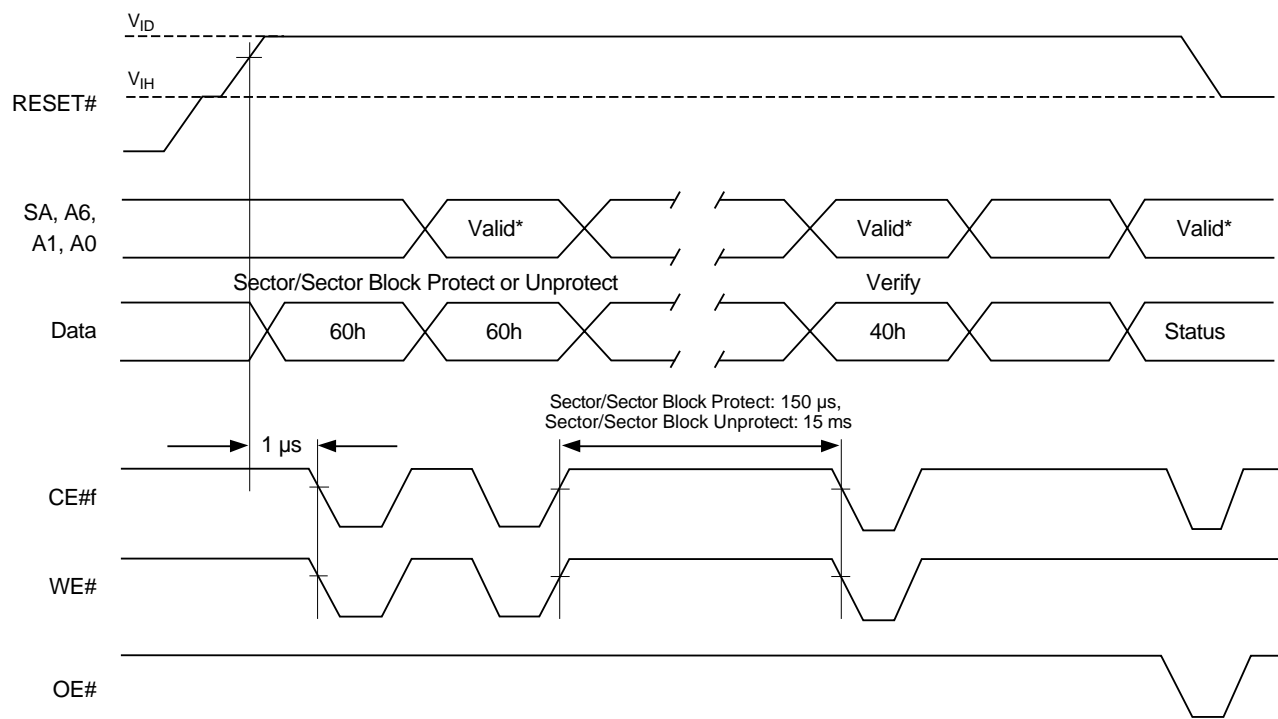 VID
VIH
RESET#
SA, A6,
A1, A0
Valid*
Valid*
Valid*
Sector/Sector Block Protect or Unprotect
Verify
Data
60h
60h
40h
Status
Sector/Sector Block Protect: 150 µs,
Sector/Sector Block Unprotect: 15 ms
1 µs
CE#f
WE#
OE#